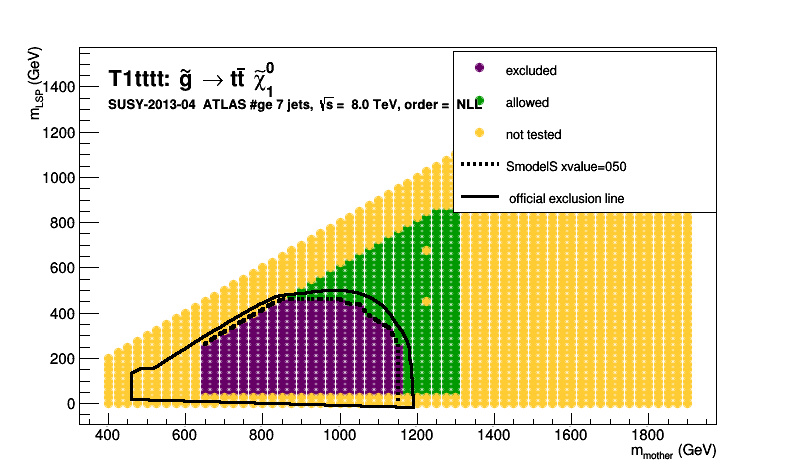 m_LSP (GeV)
T1tttt: g̃ → tt̄ χ̃₁⁰
SUSY-2013-04 ATLAS #ge 7 jets, √s = 8.0 TeV, order = NLL
excluded
allowed
not tested
SmodelS xvalue=050
official exclusion line
1400
1200
1000
800
600
400
200
0
400 600 800 1000 1200 1400 1600 1800
m_mother (GeV)